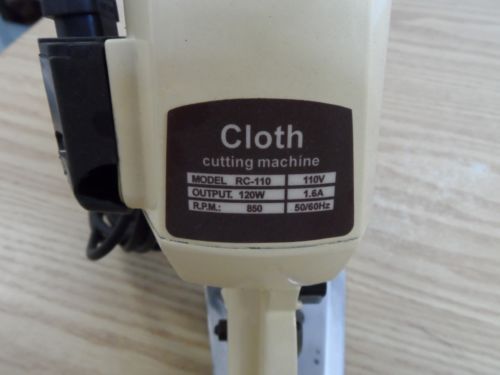 Cloth
cutting machine
MODEL RC-110 110V
OUTPUT. 120W 1.6A
R.P.M.: 850 50/60Hz